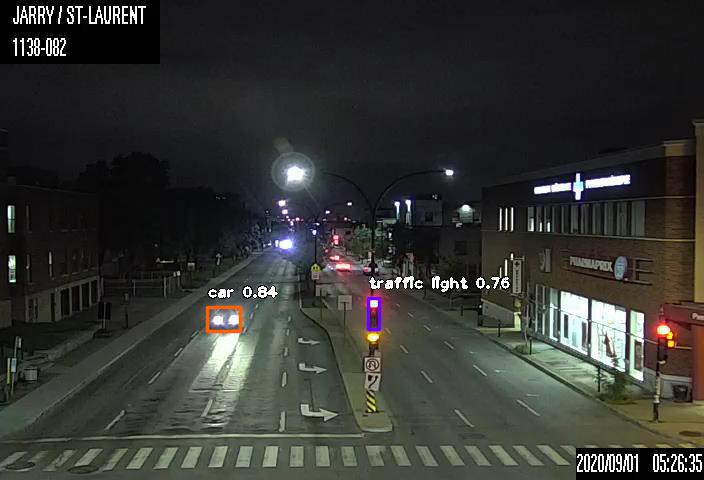 JARRY / ST-LAURENT
1138-082
car 0.84
traffic light 0.76
PHARMAPRIX
2020/09/01 05:26:35